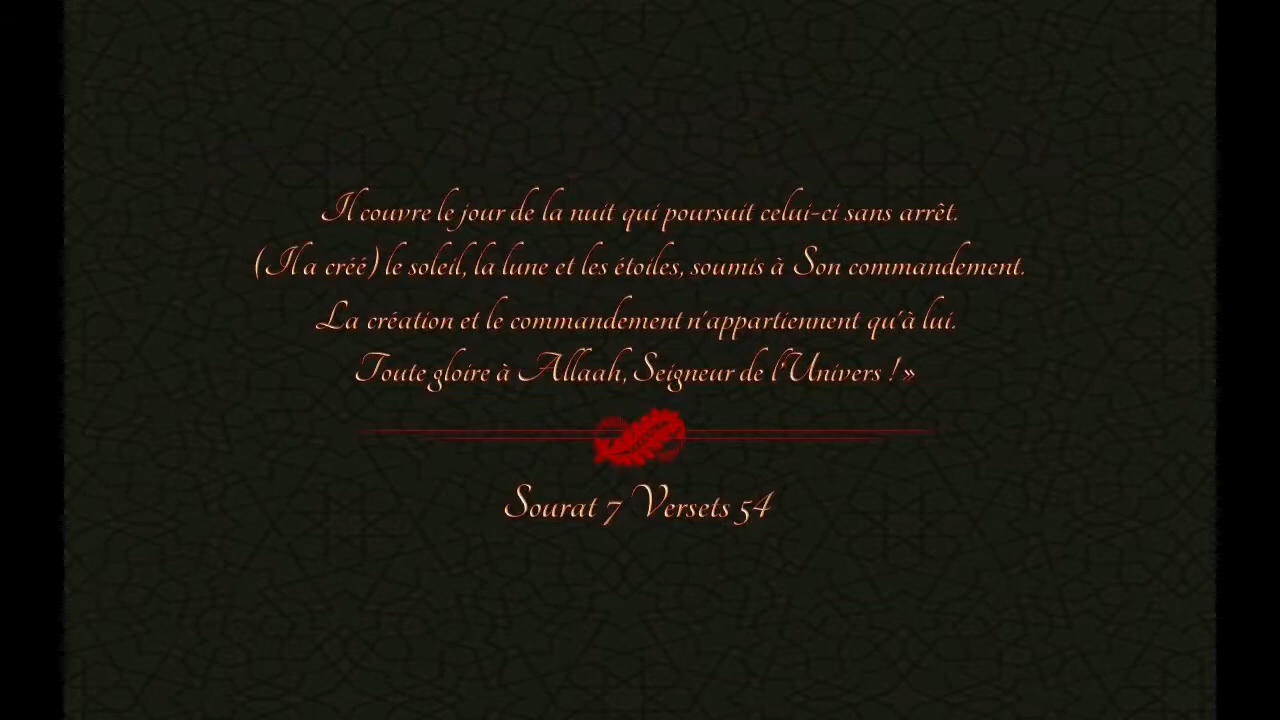 Il couvre le jour de la nuit qui poursuit celui-ci sans arrêt.
(Il a créé) le soleil, la lune et les étoiles, soumis à Son commandement.
La création et le commandement n'appartiennent qu'à lui.
Toute gloire à Allaah, Seigneur de l'Univers ! »
Sourat 7 Versets 54